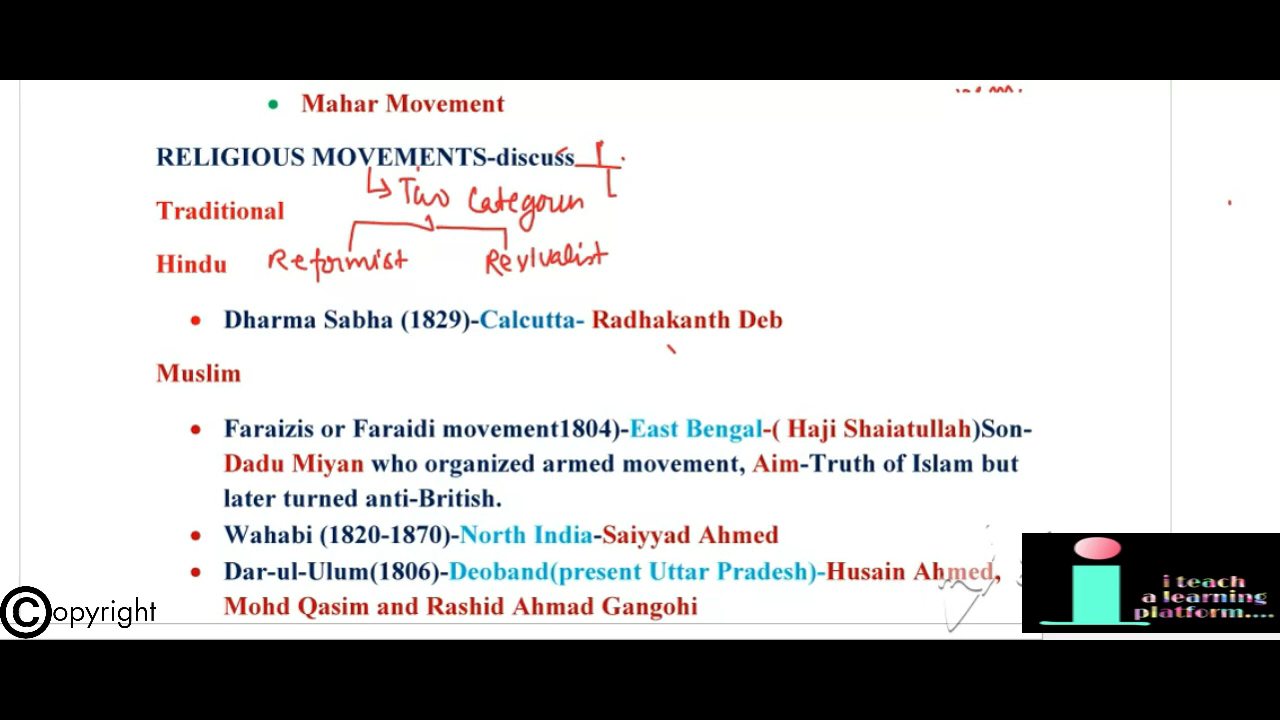 • Mahar Movement
RELIGIOUS MOVEMENTS-discuss
Two
Traditional
Hindu Reformist Revivalist
• Dharma Sabha (1829)-Calcutta- Radhakanth Deb
Muslim
• Faraizis or Faraidi movement1804)-East Bengal-( Haji Shaiatullah)Son-
Dadu Miyan who organized armed movement, Aim-Truth of Islam but
later turned anti-British.
• Wahabi (1820-1870)-North India-Saiyyad Ahmed
• Dar-ul-Ulum(1806)-Deoband(present Uttar Pradesh)-Husain Ahmed,
Mohd Qasim and Rashid Ahmad Gangohi
©opyright
i teach
a learning
platform....